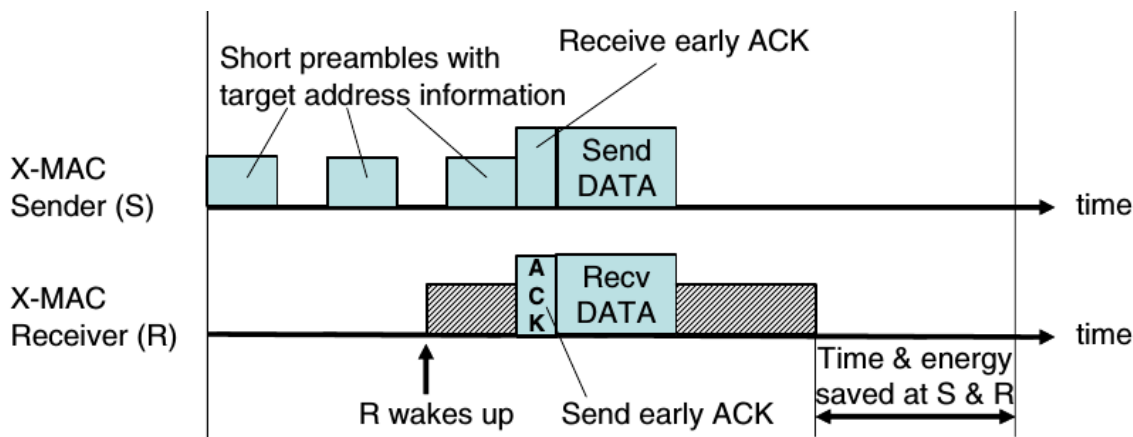 Receive early ACK
Short preambles with
target address information
X-MAC
Sender (S)
Send
DATA
time
X-MAC
Receiver (R)
A
C
K
Recv
DATA
time
R wakes up
Send early ACK
Time & energy
saved at S & R